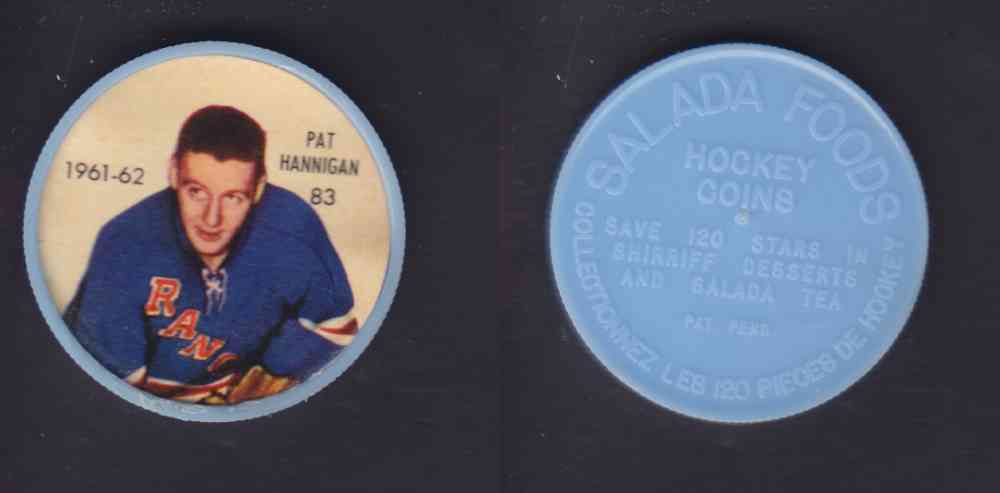 PAT
HANNIGAN
1961-62
83
RAN
SALADA FOODS
HOCKEY
COINS
SAVE 120 STARS IN
SHIRRIFF DESSERTS
AND SALADA TEA
PAT. PEND.
COLLECTIONNEZ LES 120 PIECES DE HOCKEY